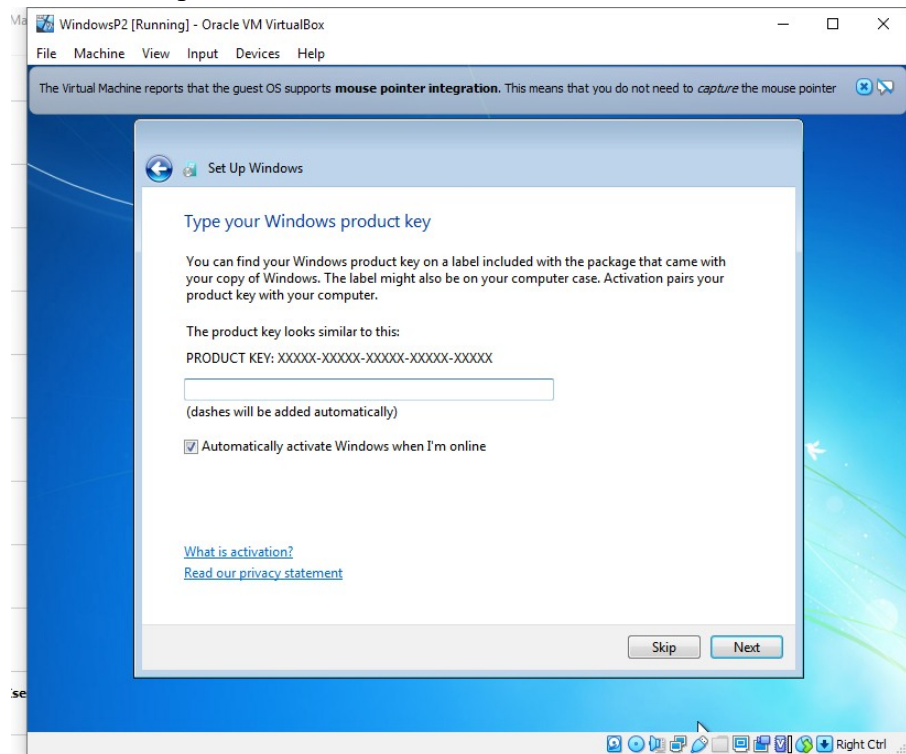 Ma
WindowsP2 [Running] - Oracle VM VirtualBox
File Machine View Input Devices Help
The Virtual Machine reports that the guest OS supports mouse pointer integration. This means that you do not need to capture the mouse pointer
Set Up Windows
Type your Windows product key
You can find your Windows product key on a label included with the package that came with
your copy of Windows. The label might also be on your computer case. Activation pairs your
product key with your computer.
The product key looks similar to this:
PRODUCT KEY: XXXXX-XXXXX-XXXXX-XXXXX-XXXXX
(dashes will be added automatically)
Automatically activate Windows when I'm online
What is activation?
Read our privacy statement
Skip Next
Right Ctrl